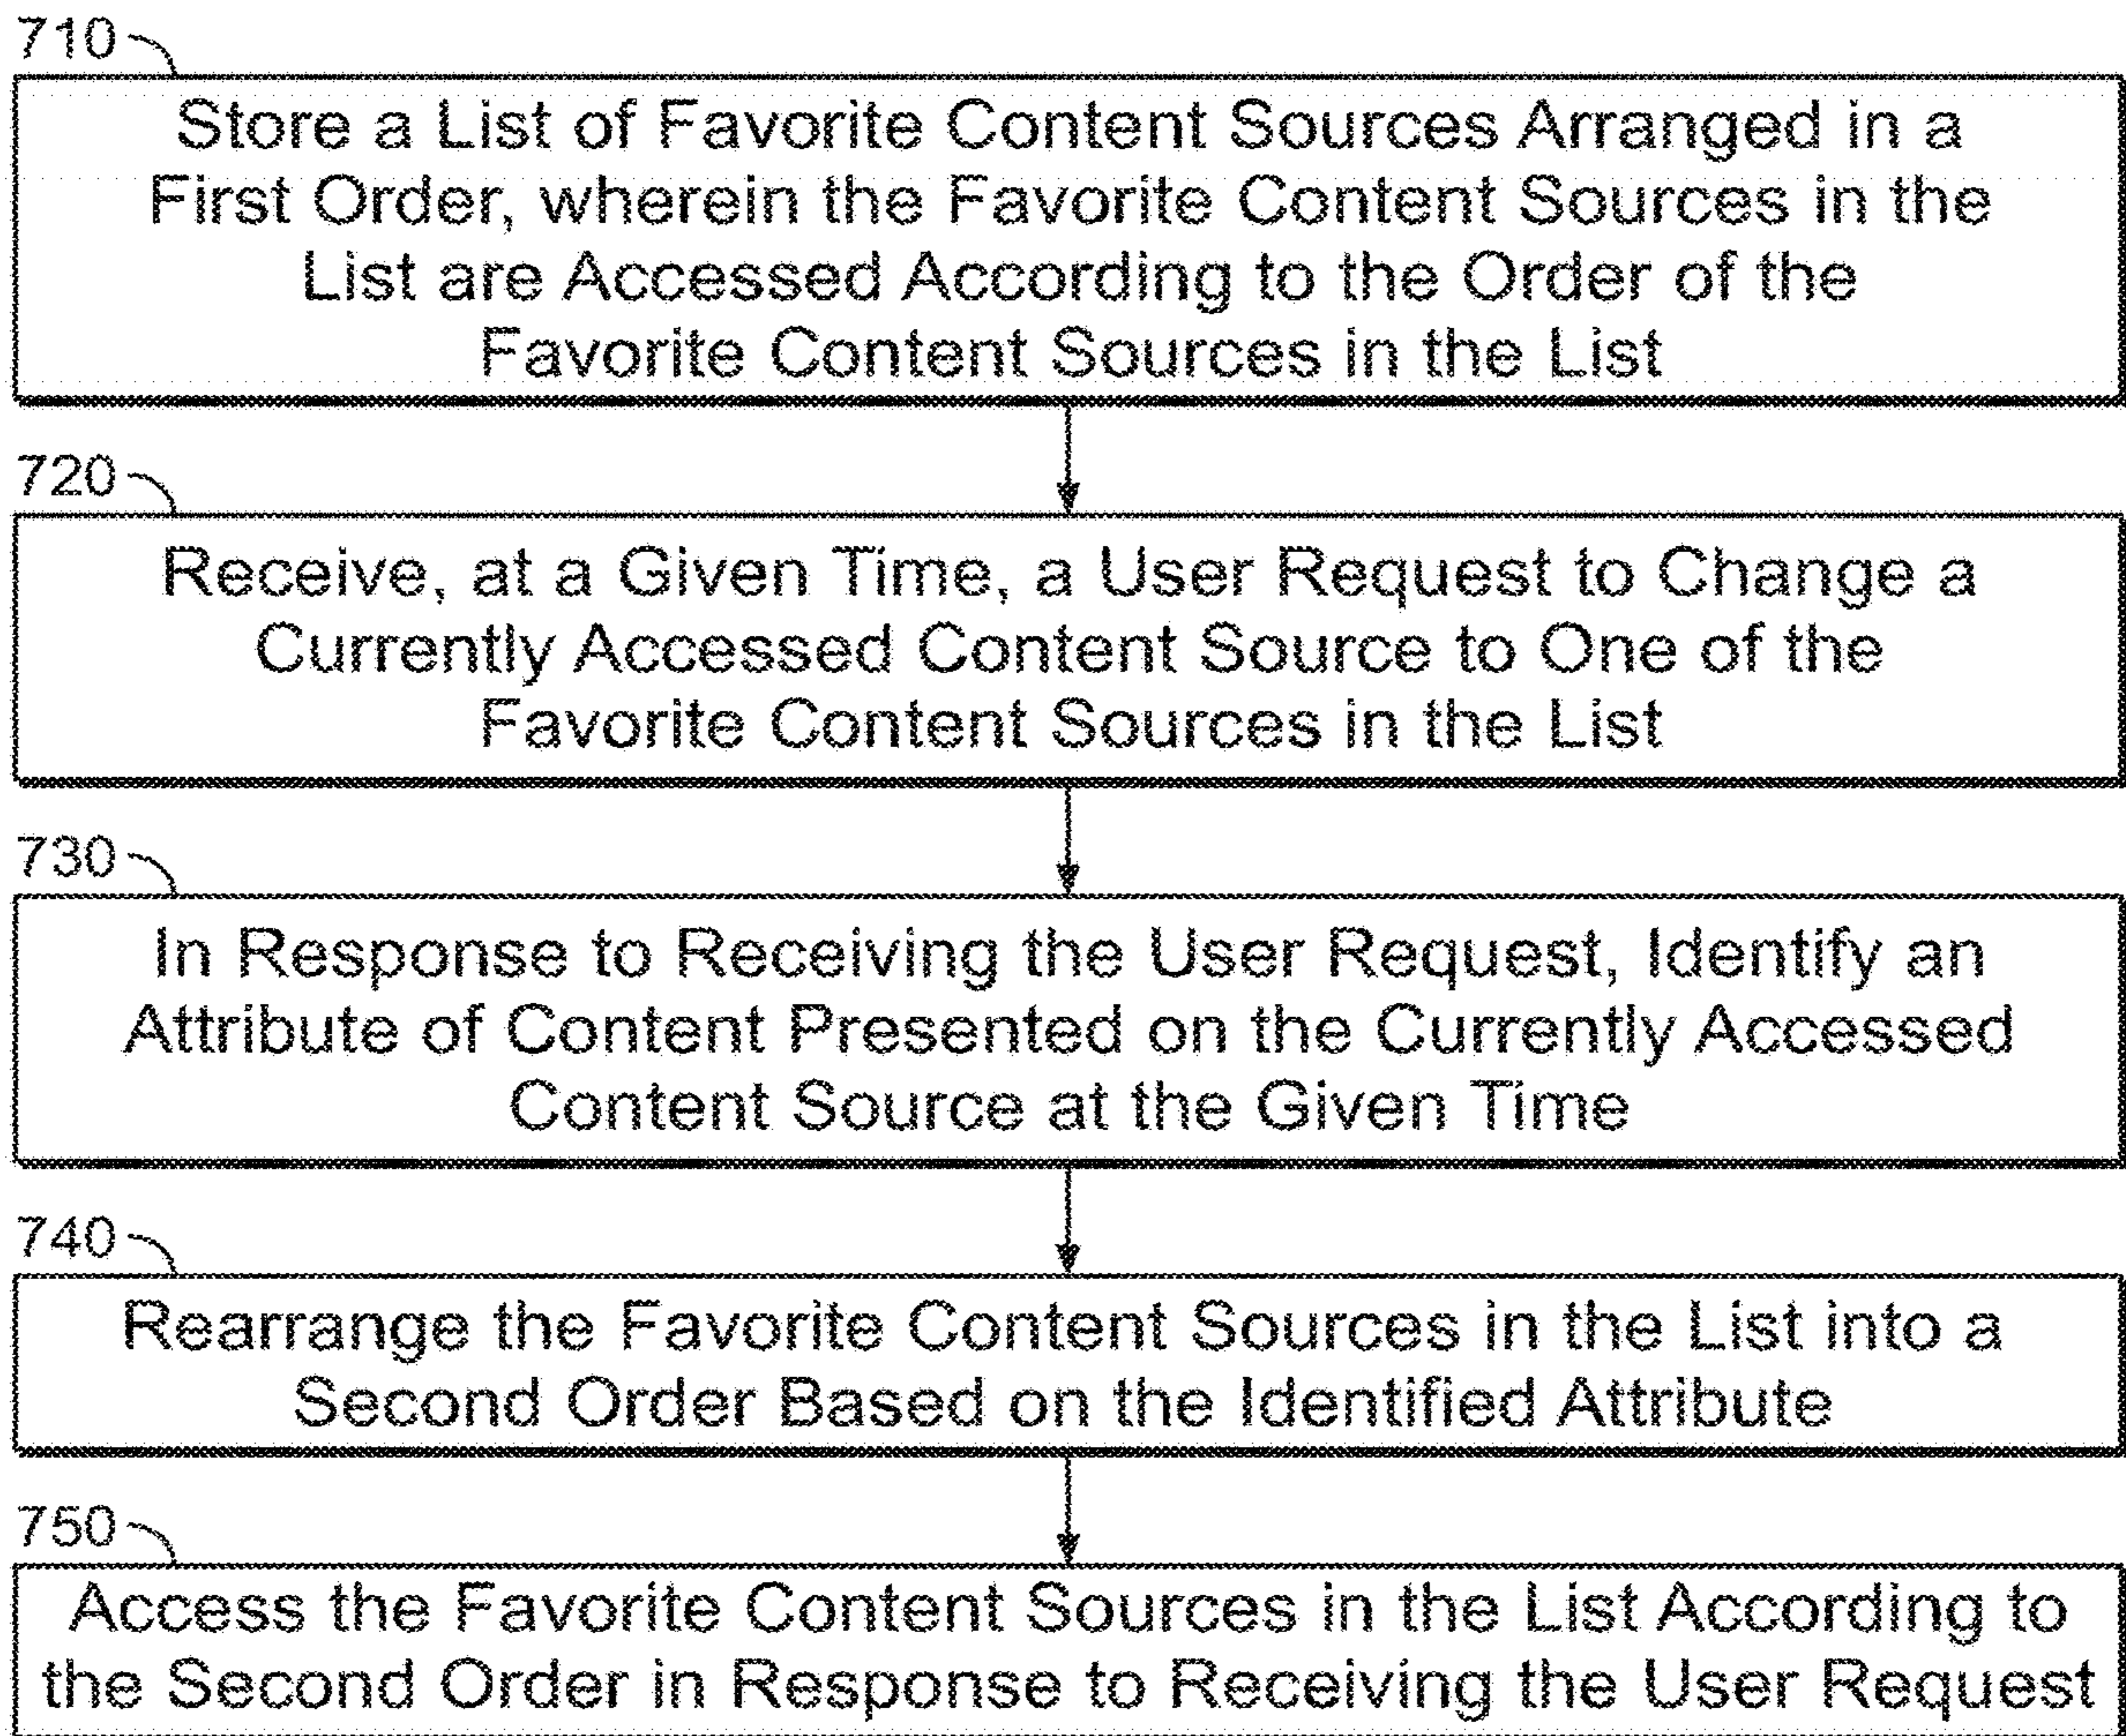 710
Store a List of Favorite Content Sources Arranged in a
First Order, wherein the Favorite Content Sources in the
List are Accessed According to the Order of the
Favorite Content Sources in the List
720
Receive, at a Given Time, a User Request to Change a
Currently Accessed Content Source to One of the
Favorite Content Sources in the List
730
In Response to Receiving the User Request, Identify an
Attribute of Content Presented on the Currently Accessed
Content Source at the Given Time
740
Rearrange the Favorite Content Sources in the List into a
Second Order Based on the Identified Attribute
750
Access the Favorite Content Sources in the List According to
the Second Order in Response to Receiving the User Request